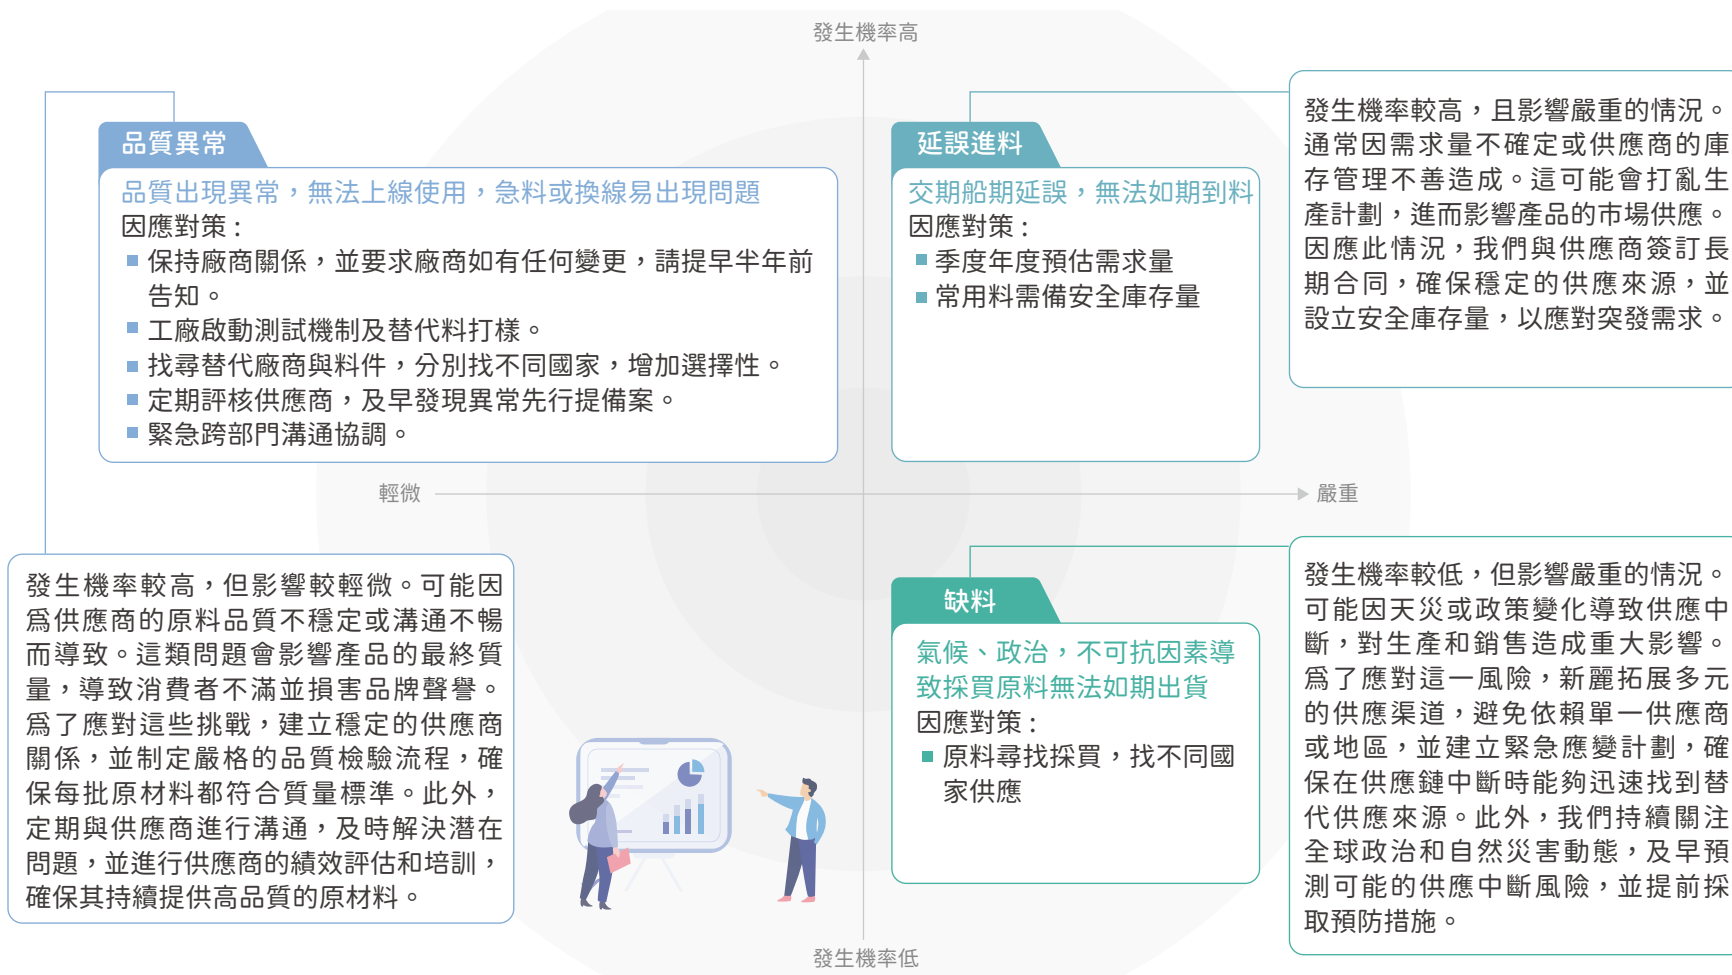 發生機率高
品質異常
品質出現異常，無法上線使用，急料或換線易出現問題
因應對策：
保持廠商關係，並要求廠商如有任何變更，請提早半年前
告知。
工廠啟動測試機制及替代料打樣。
找尋替代廠商與料件，分別找不同國家，增加選擇性。
定期評核供應商，及早發現異常先行提備案。
緊急跨部門溝通協調。
延誤進料
交期船期延誤，無法如期到料
因應對策：
季度年度預估需求量
常用料需備安全庫存量
發生機率較高，且影響嚴重的情況。
通常因需求量不確定或供應商的庫
存管理不善造成。這可能會打亂生
產計劃，進而影響產品的市場供應。
因應此情況，我們與供應商簽訂長
期合同，確保穩定的供應來源，並
設立安全庫存量，以應對突發需求。
輕微
嚴重
發生機率較高，但影響較輕微。可能因
爲供應商的原料品質不穩定或溝通不暢
而導致。這類問題會影響產品的最終質
量，導致消費者不滿並損害品牌聲譽。
爲了應對這些挑戰，建立穩定的供應商
關係，並制定嚴格的品質檢驗流程，確
保每批原材料都符合質量標準。此外，
定期與供應商進行溝通，及時解決潛在
問題，並進行供應商的績效評估和培訓，
確保其持續提供高品質的原材料。
缺料
氣候、政治，不可抗因素導
致採買原料無法如期出貨
因應對策：
原料尋找採買，找不同國
家供應
發生機率較低，但影響嚴重的情況。
可能因天災或政策變化導致供應中
斷，對生產和銷售造成重大影響。
爲了應對這一風險，新麗拓展多元
的供應渠道，避免依賴單一供應商
或地區，並建立緊急應變計劃，確
保在供應鏈中斷時能夠迅速找到替
代供應來源。此外，我們持續關注
全球政治和自然災害動態，及早預
測可能的供應中斷風險，並提前採
取預防措施。
發生機率低